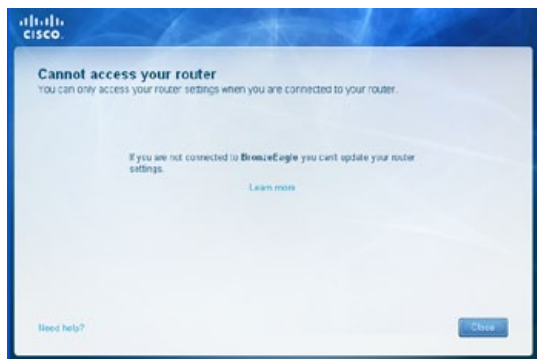 CISCO.
Cannot access your router
You can only access your router settings when you are connected to your router.
If you are not connected to BronzeEagle you can't update your router
settings.
Learn more
Need help?
Close